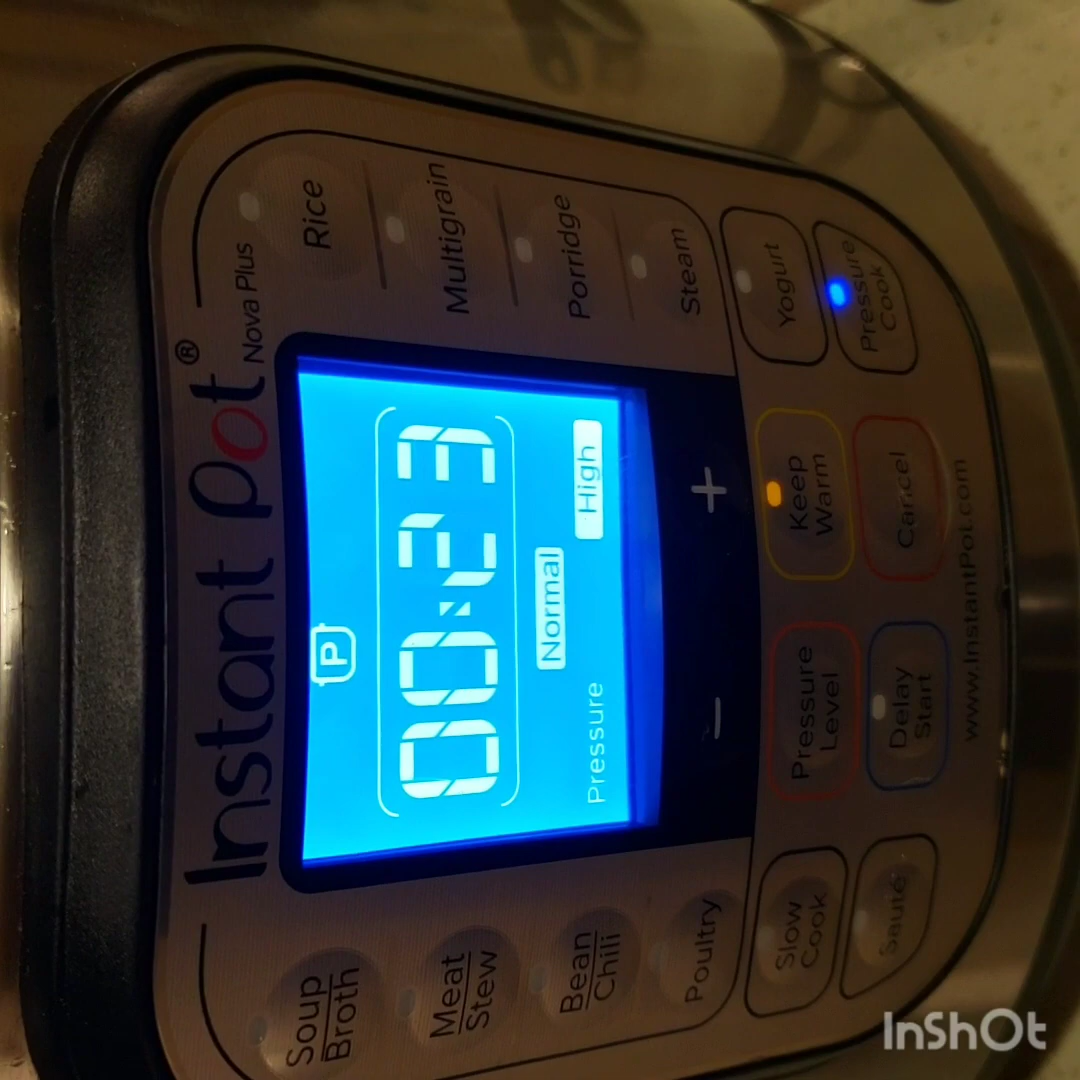 Instant Pot®
Nova Plus
Soup
Broth
Meat
Stew
Bean
Chili
Poultry
P
00:23
Normal
Pressure
High
− +
Rice
Multigrain
Porridge
Steam
Slow
Cook
Pressure
Level
Keep
Warm
Yogurt
Sauté
Delay
Start
Cancel
Pressure
Cook
www.InstantPot.com
InShOt